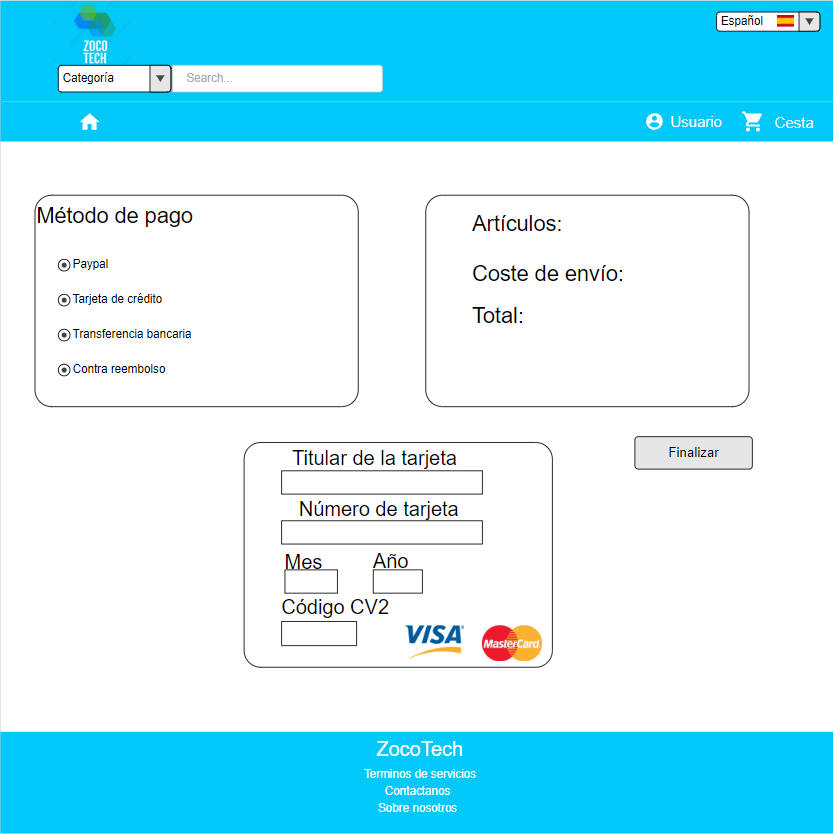 ZOCO
TECH
Español
Categoría
Search...
Usuario
Cesta
Método de pago
Paypal
Tarjeta de crédito
Transferencia bancaria
Contra reembolso
Artículos:
Coste de envío:
Total:
Finalizar
Titular de la tarjeta
Número de tarjeta
Mes Año
Código CV2
VISA MasterCard
ZocoTech
Terminos de servicios
Contactanos
Sobre nosotros